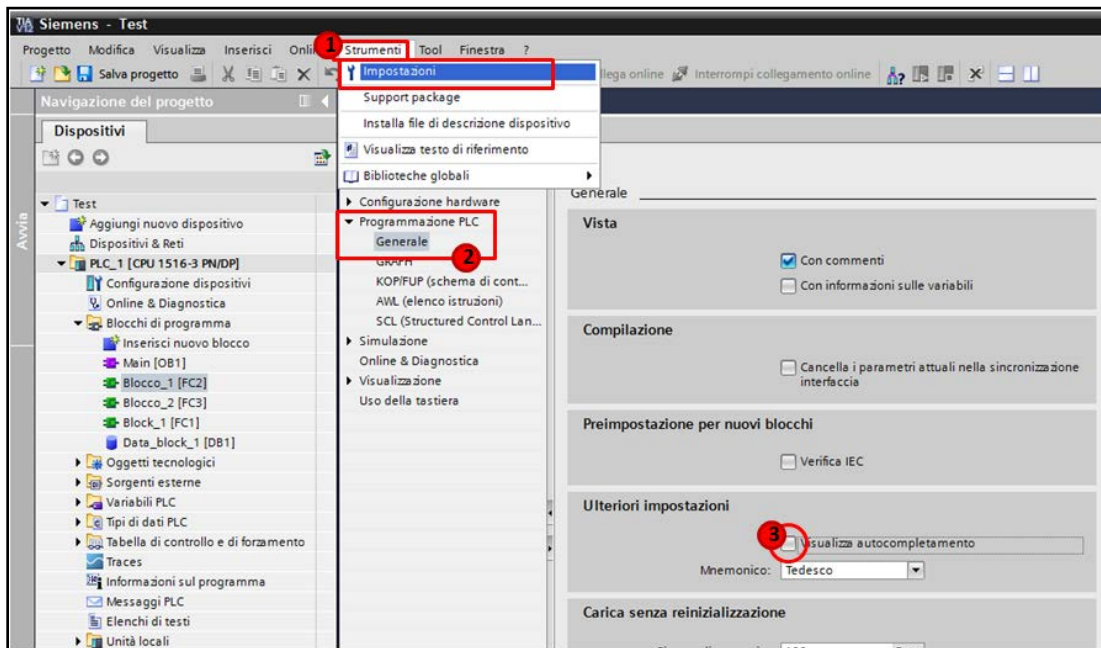 Siemens - Test
Progetto Modifica Visualizza Inserisci Strumenti Tool Finestra ?
Salva progetto
Interrompi collegamento online
1
Impostazioni
Support package
Installa file di descrizione dispositivo
Visualizza testo di riferimento
Biblioteche globali
Navigazione del progetto
Dispositivi
Avvia
Test
Aggiungi nuovo dispositivo
Dispositivi & Reti
PLC_1 [CPU 1516-3 PN/DP]
Configurazione dispositivi
Online & Diagnostica
Blocchi di programma
Inserisci nuovo blocco
Main [OB1]
Blocco_1 [FC2]
Blocco_2 [FC3]
Block_1 [FC1]
Data_block_1 [DB1]
Oggetti tecnologici
Sorgenti esterne
Variabili PLC
Tipi di dati PLC
Tabella di controllo e di forzamento
Traces
Informazioni sul programma
Messaggi PLC
Elenchi di testi
Unità locali
Configurazione hardware
Programmazione PLC
Generale
2
GRAPH
KOP/FUP (schema di cont...
AWL (elenco istruzioni)
SCL (Structured Control Lan...
Simulazione
Online & Diagnostica
Visualizzazione
Uso della tastiera
Generale
Vista
Con commenti
Con informazioni sulle variabili
Compilazione
Cancella i parametri attuali nella sincronizzazione
interfaccia
Preimpostazione per nuovi blocchi
Verifica IEC
Ulteriori impostazioni
3
Visualizza autocompletamento
Mnemonico: Tedesco
Carica senza reinizializzazione